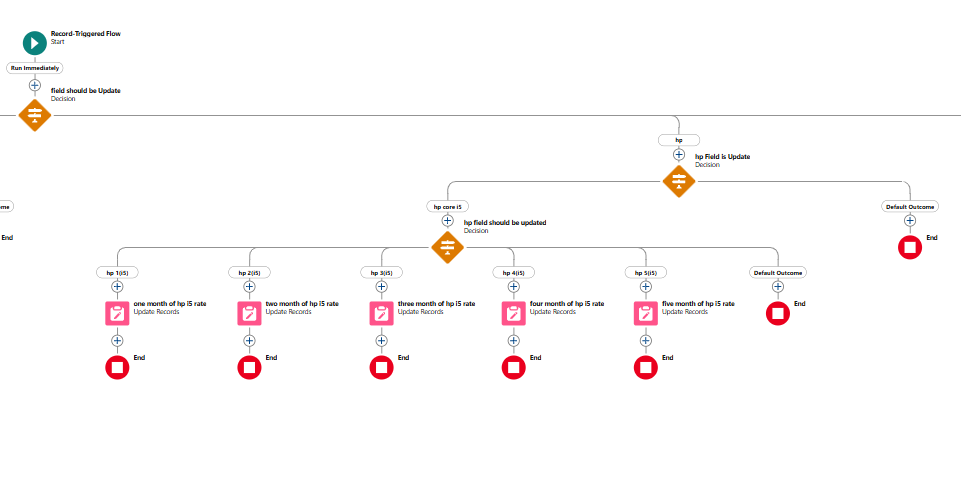 Record-Triggered Flow
Start
Run Immediately
field should be Update
Decision
hp
hp Field is Update
Decision
ome
hp core i5
Default Outcome
hp field should be updated
Decision
End
End
hp 1(i5)
hp 2(i5)
hp 3(i5)
hp 4(i5)
hp 5(i5)
Default Outcome
one month of hp i5 rate
Update Records
two month of hp i5 rate
Update Records
three month of hp i5 rate
Update Records
four month of hp i5 rate
Update Records
five month of hp i5 rate
Update Records
End
End
End
End
End
End